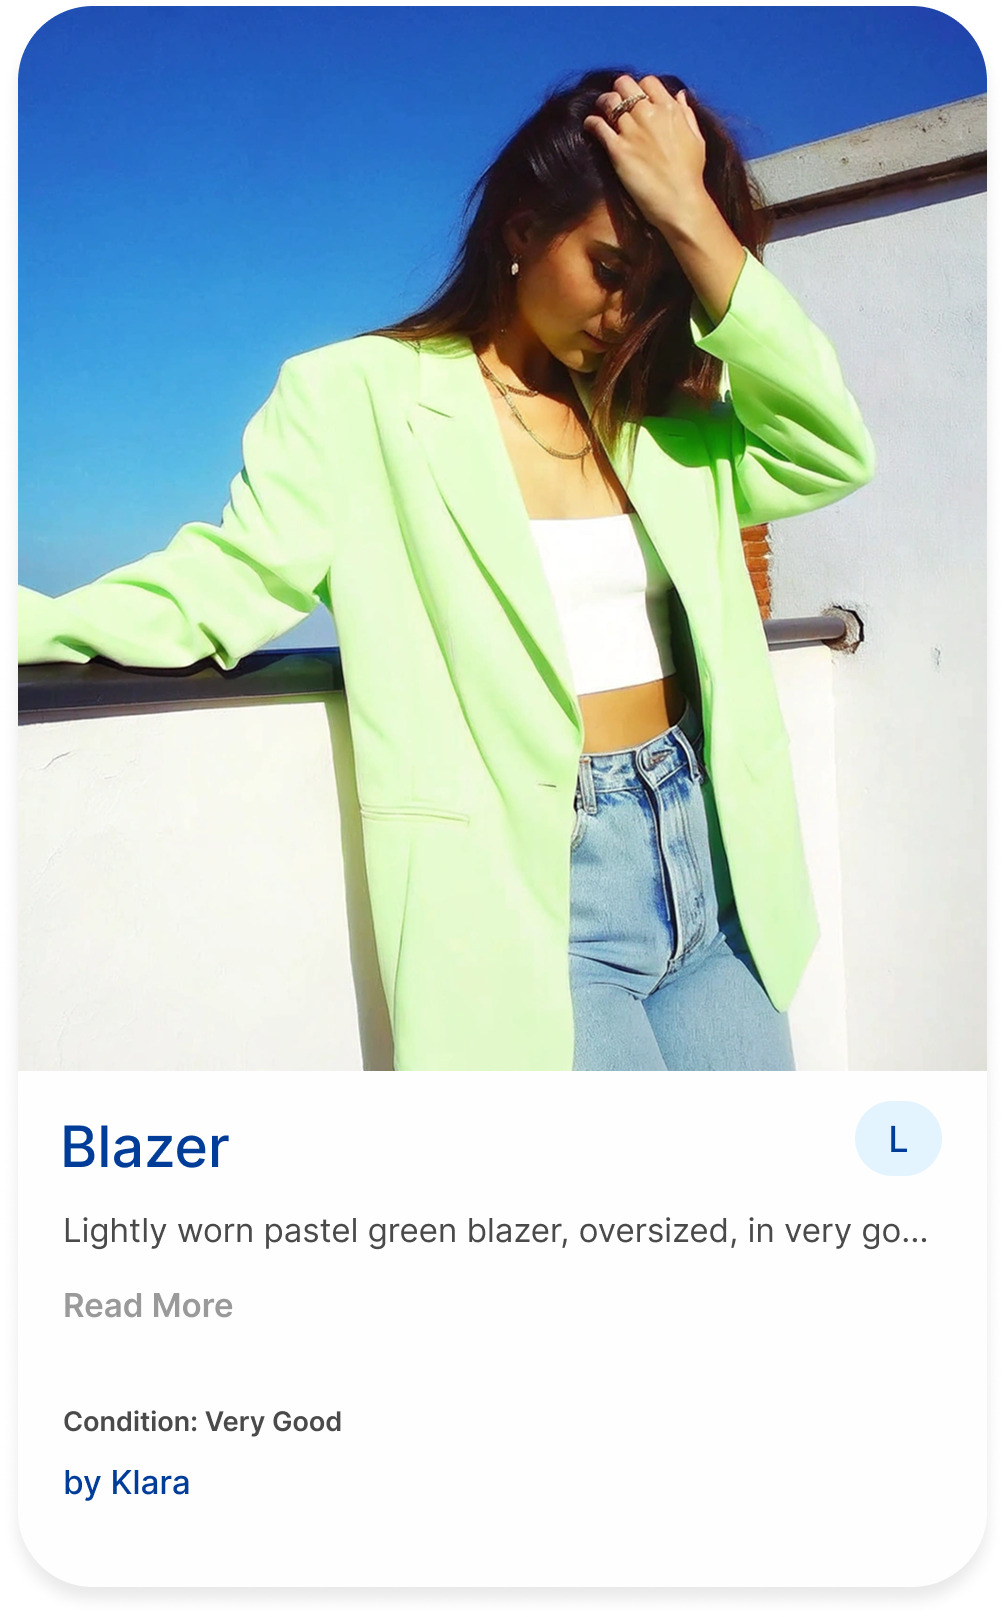 Blazer
L
Lightly worn pastel green blazer, oversized, in very go...
Read More
Condition: Very Good
by Klara